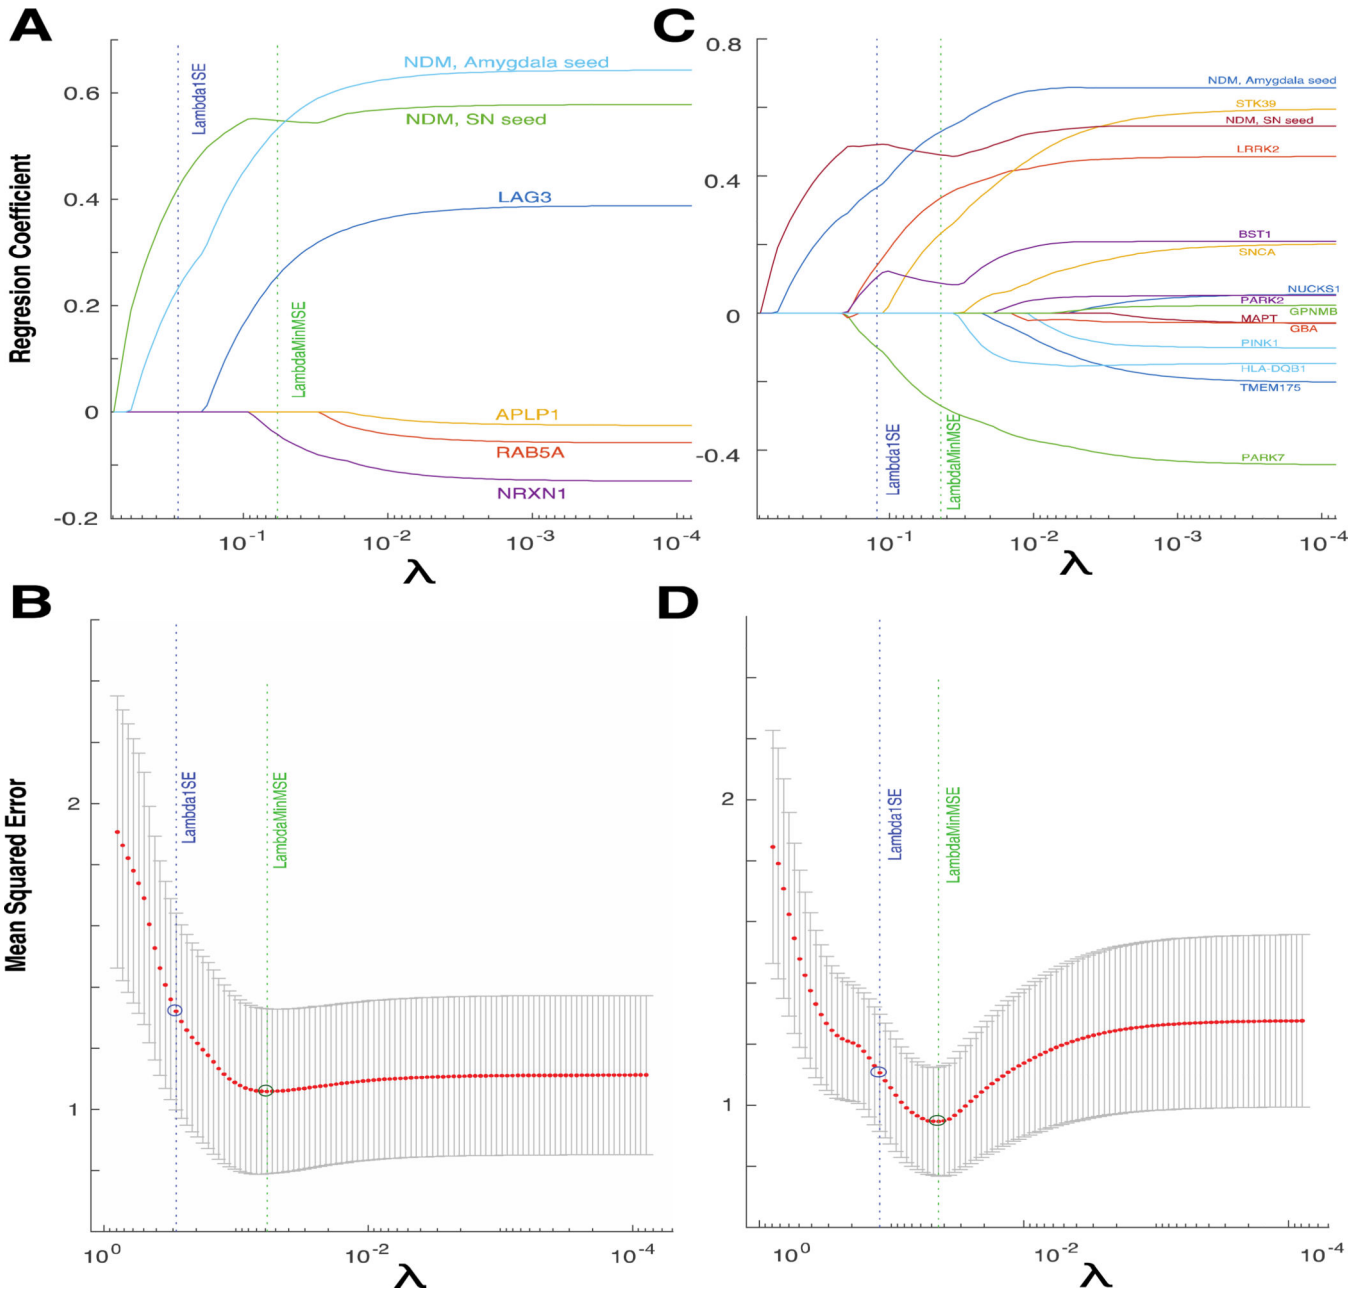 A
Regression Coefficient
0.6
0.4
0.2
0
-0.2
Lambda1SE
LambdaMinMSE
NDM, Amygdala seed
NDM, SN seed
LAG3
APLP1
RAB5A
NRXN1
10-1
10-2
10-3
10-4
λ
C
0.8
0.4
0
-0.4
Lambda1SE
LambdaMinMSE
NDM, Amygdala seed
STK39
NDM, SN seed
LRRK2
BST1
SNCA
NUCKS1
PARK2
GPNMB
MAPT
GBA
PINK1
HLA-DQB1
TMEM175
PARK7
10-1
10-2
10-3
10-4
λ
B
Mean Squared Error
2
1
Lambda1SE
LambdaMinMSE
100
10-2
10-4
λ
D
2
1
Lambda1SE
LambdaMinMSE
100
10-2
10-4
λ